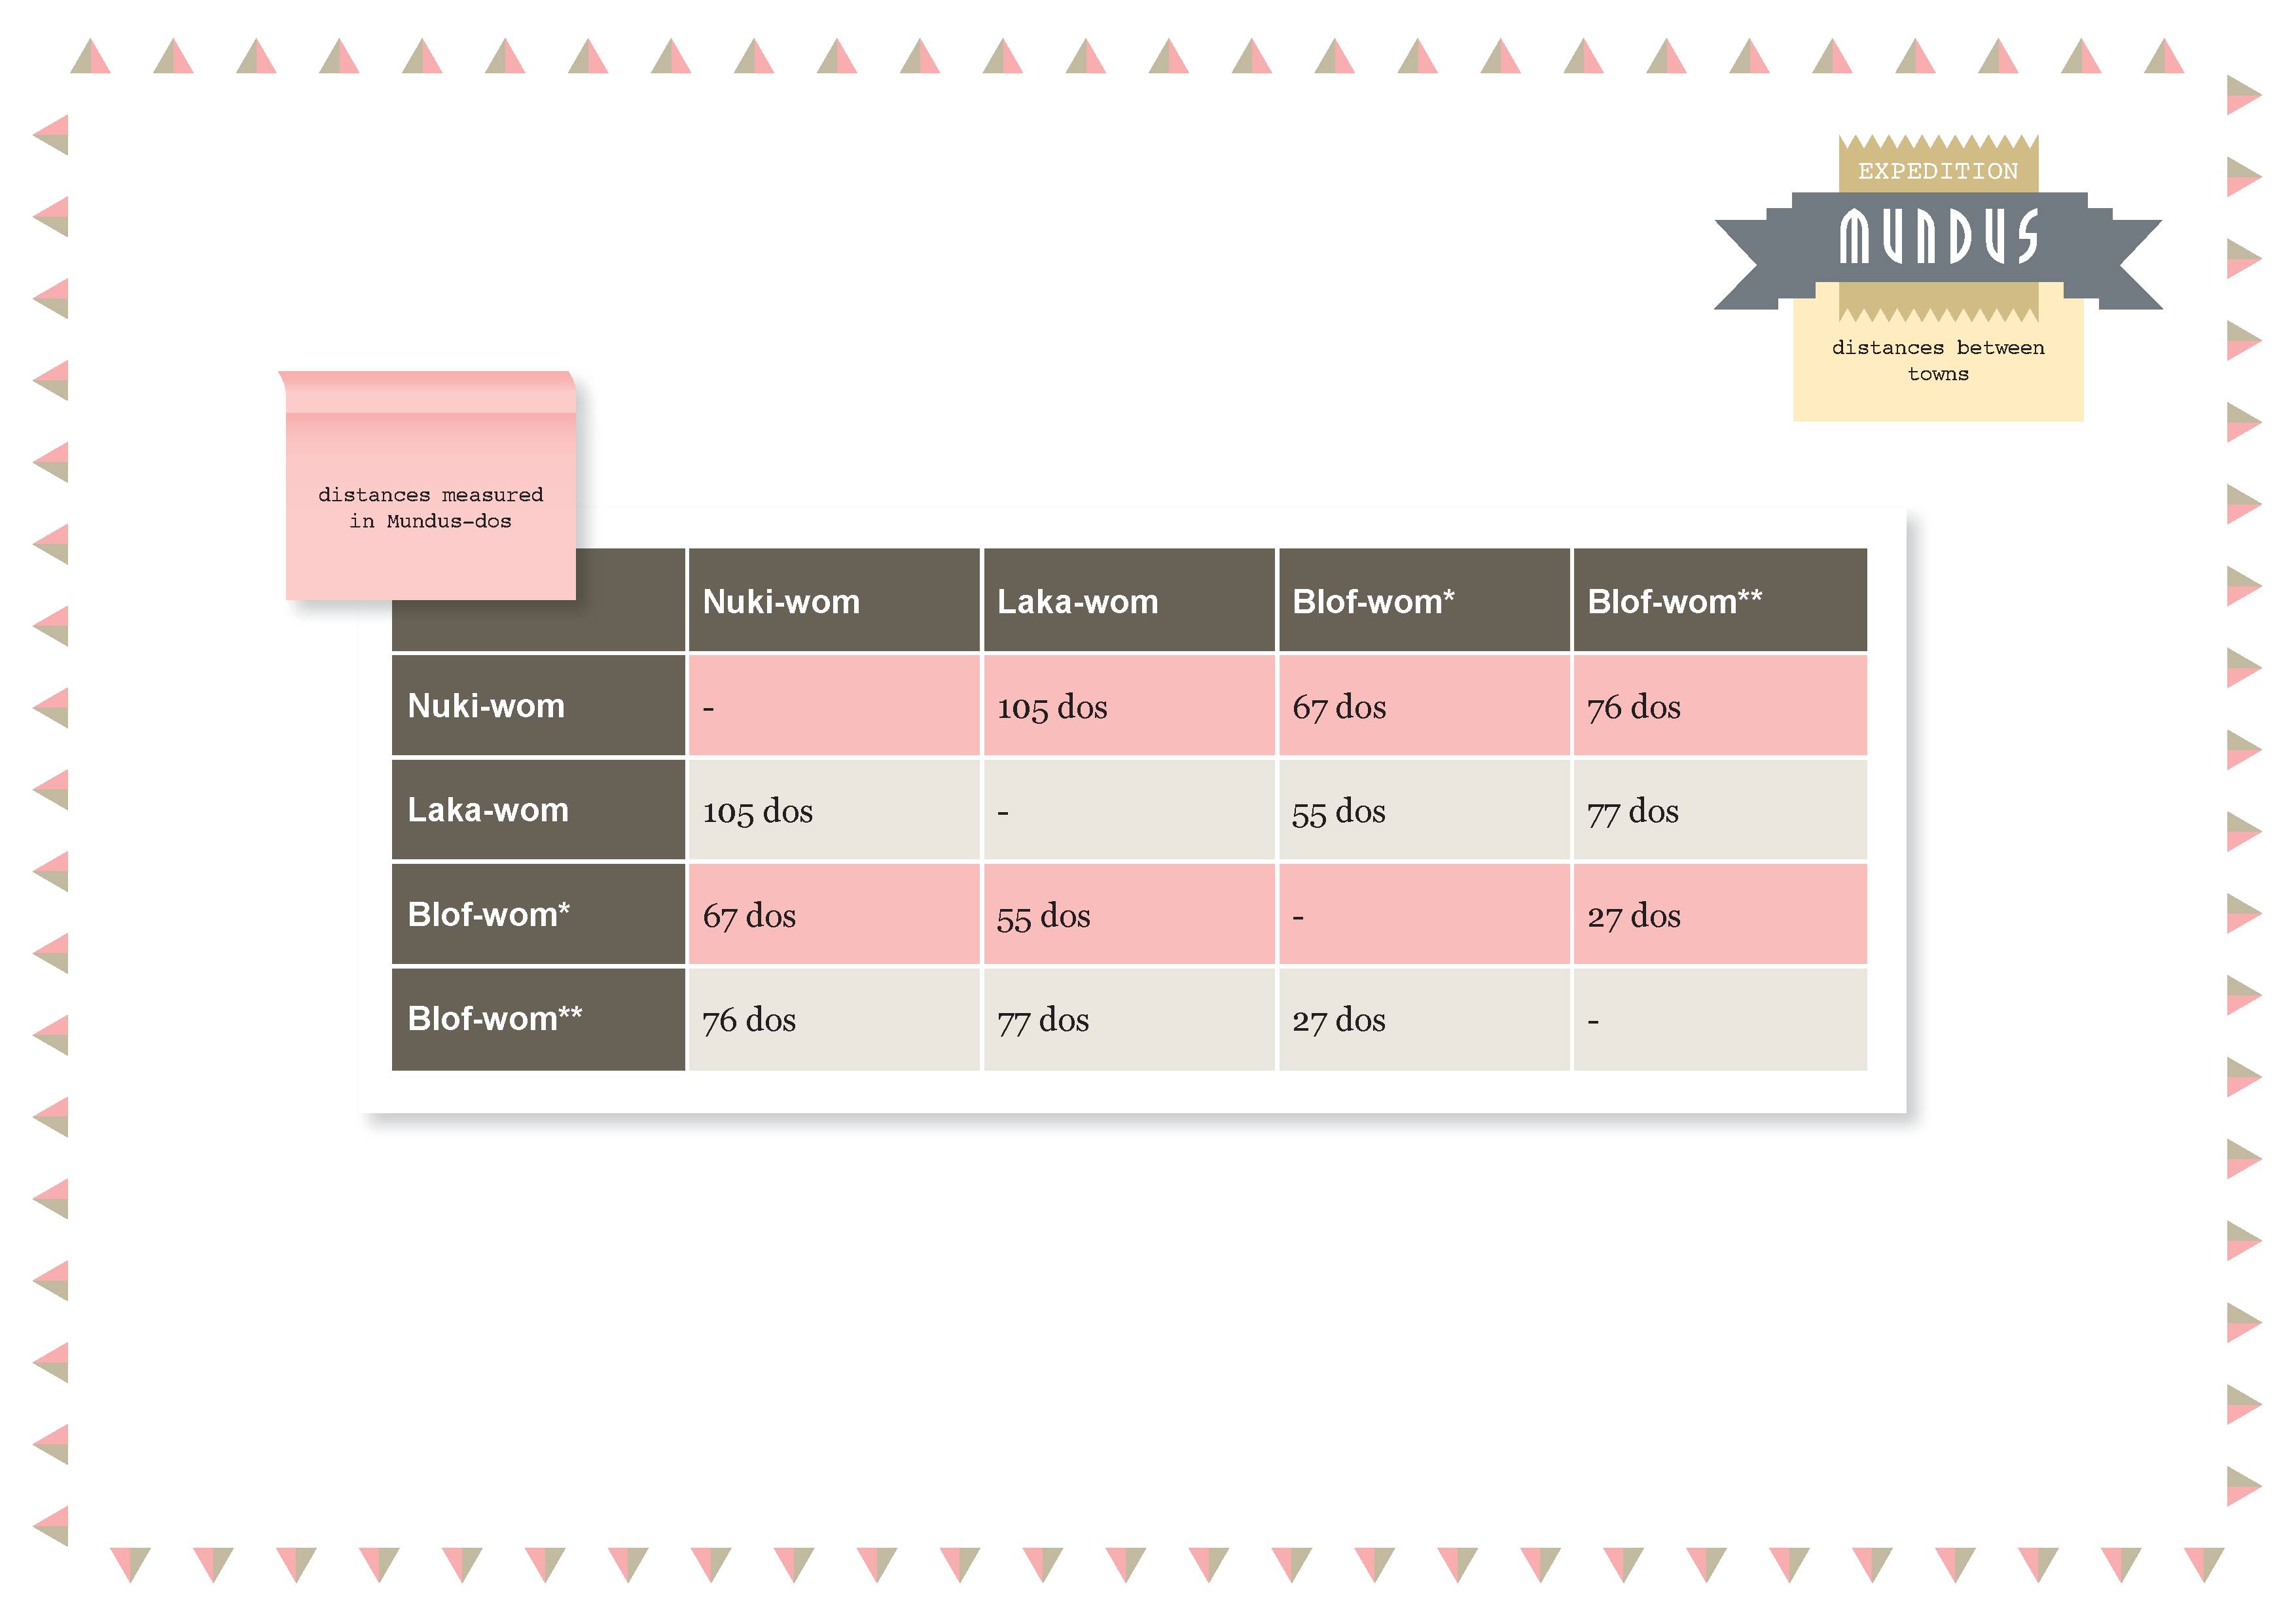 EXPEDITION
MUNDUS
distances between
towns
distances measured
in Mundus-dos
Nuki-wom Laka-wom Blof-wom* Blof-wom**
Nuki-wom - 105 dos 67 dos 76 dos
Laka-wom 105 dos - 55 dos 77 dos
Blof-wom* 67 dos 55 dos - 27 dos
Blof-wom** 76 dos 77 dos 27 dos -